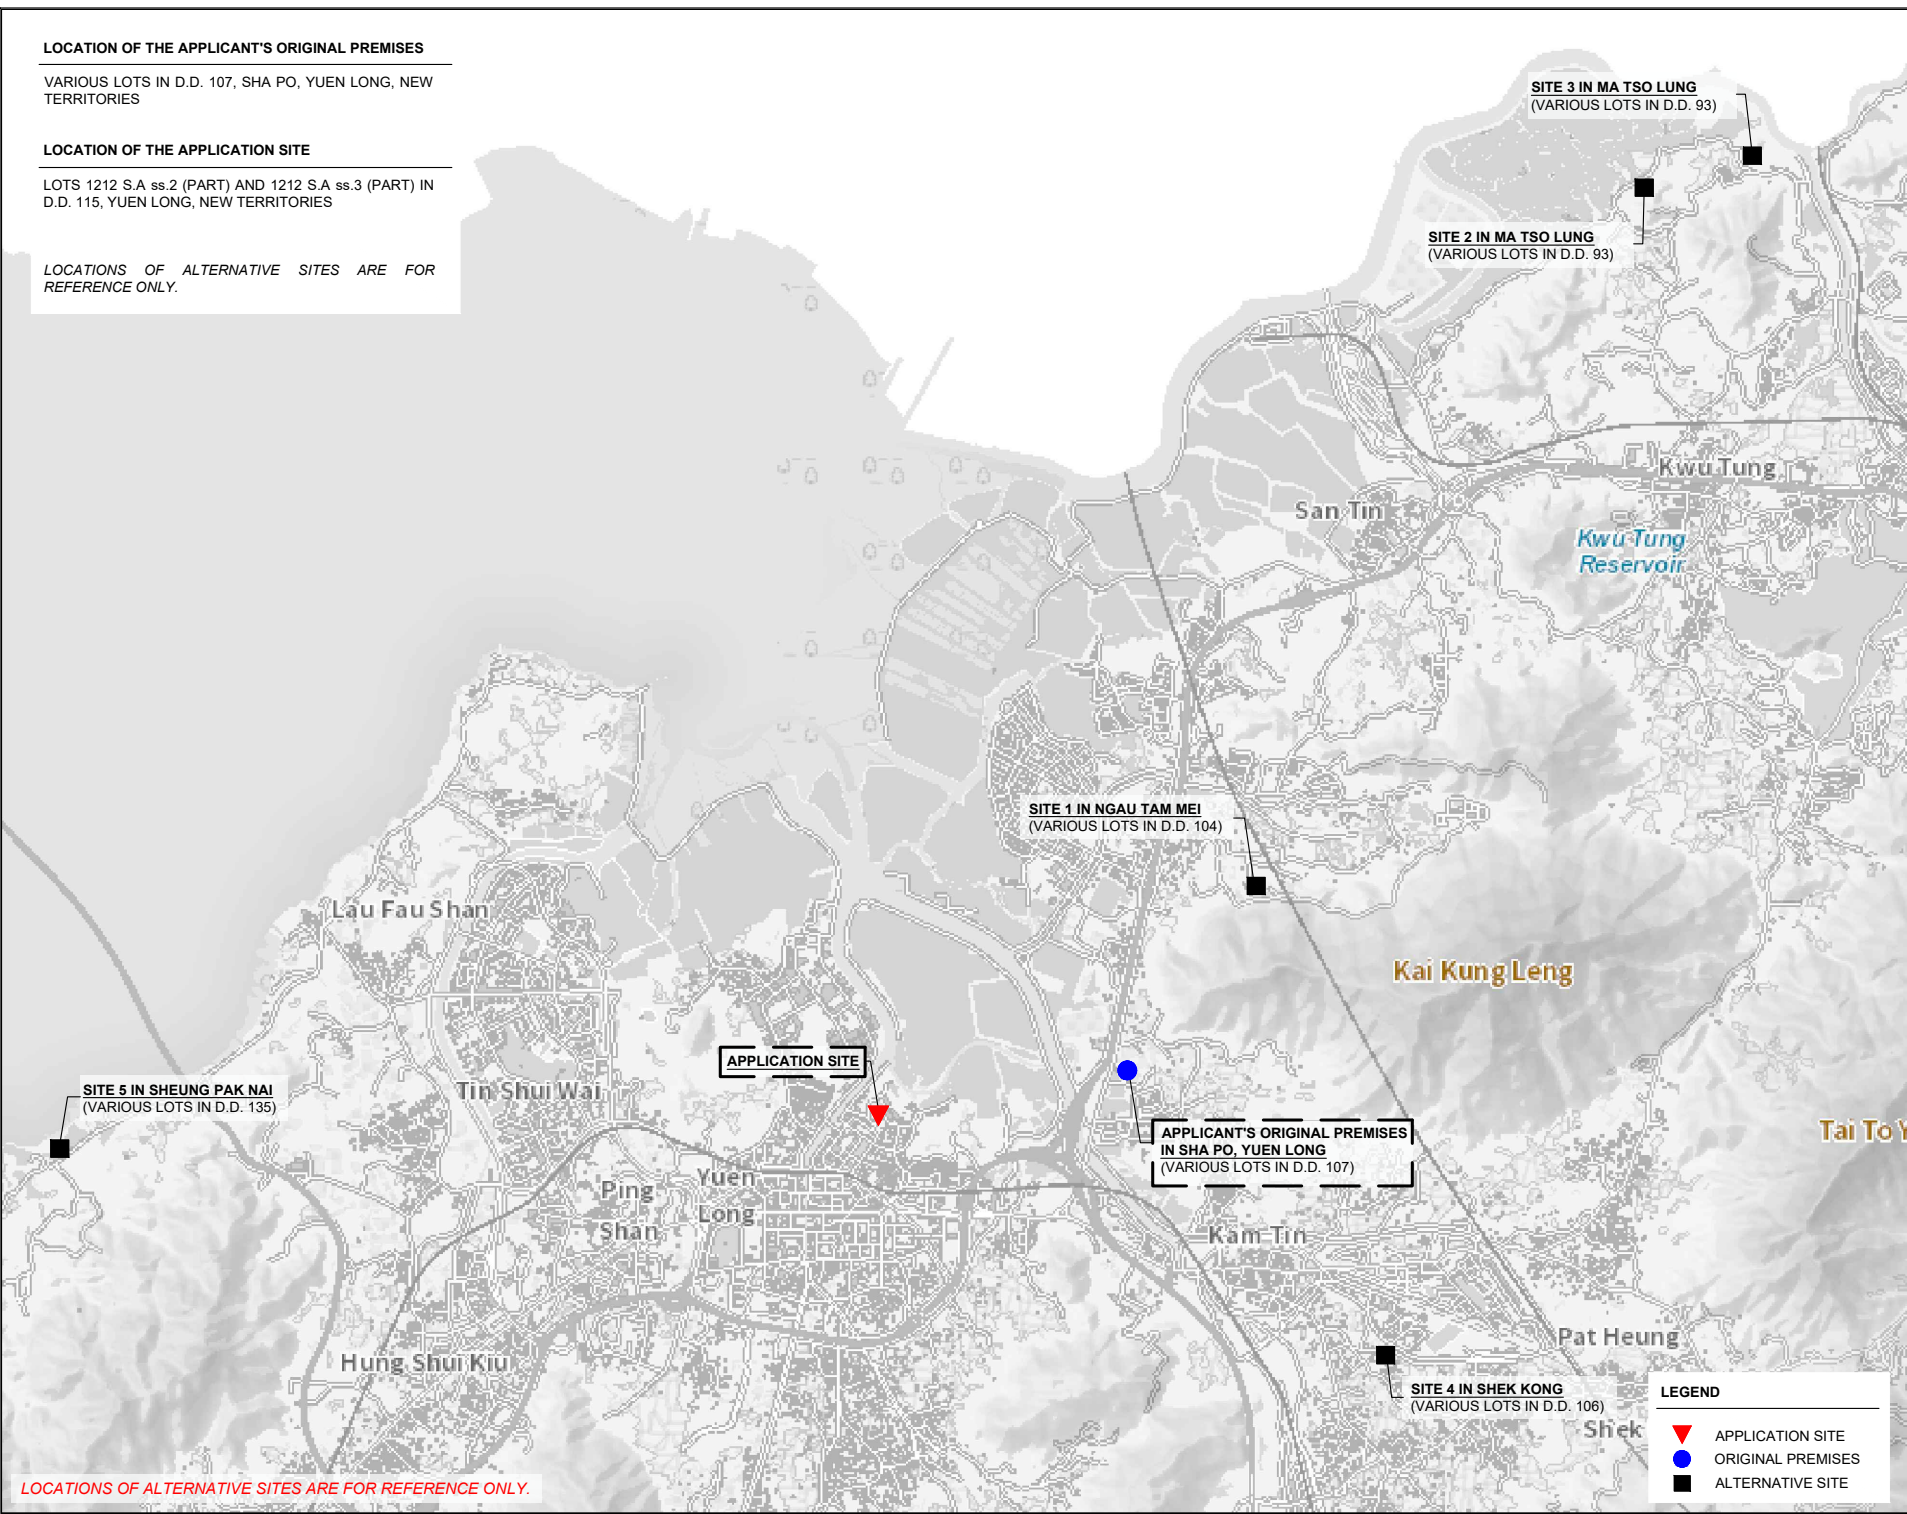 LOCATION OF THE APPLICANT'S ORIGINAL PREMISES
VARIOUS LOTS IN D.D. 107, SHA PO, YUEN LONG, NEW
TERRITORIES
LOCATION OF THE APPLICATION SITE
LOTS 1212 S.A ss.2 (PART) AND 1212 S.A ss.3 (PART) IN
D.D. 115, YUEN LONG, NEW TERRITORIES
LOCATIONS OF ALTERNATIVE SITES ARE FOR
REFERENCE ONLY.
SITE 3 IN MA TSO LUNG
(VARIOUS LOTS IN D.D. 93)
SITE 2 IN MA TSO LUNG
(VARIOUS LOTS IN D.D. 93)
Kwu Tung
San Tin
Kwu Tung
Reservoir
SITE 1 IN NGAU TAM MEI
(VARIOUS LOTS IN D.D. 104)
Lau Fau Shan
Kai Kung Leng
APPLICATION SITE
Tin Shui Wai
SITE 5 IN SHEUNG PAK NAI
(VARIOUS LOTS IN D.D. 135)
APPLICANT'S ORIGINAL PREMISES
IN SHA PO, YUEN LONG
(VARIOUS LOTS IN D.D. 107)
Tai To Y
Ping
Shan
Yuen
Long
Kam Tin
Hung Shui Kiu
Pat Heung
SITE 4 IN SHEK KONG
(VARIOUS LOTS IN D.D. 106)
Shek
LEGEND
APPLICATION SITE
ORIGINAL PREMISES
ALTERNATIVE SITE
LOCATIONS OF ALTERNATIVE SITES ARE FOR REFERENCE ONLY.